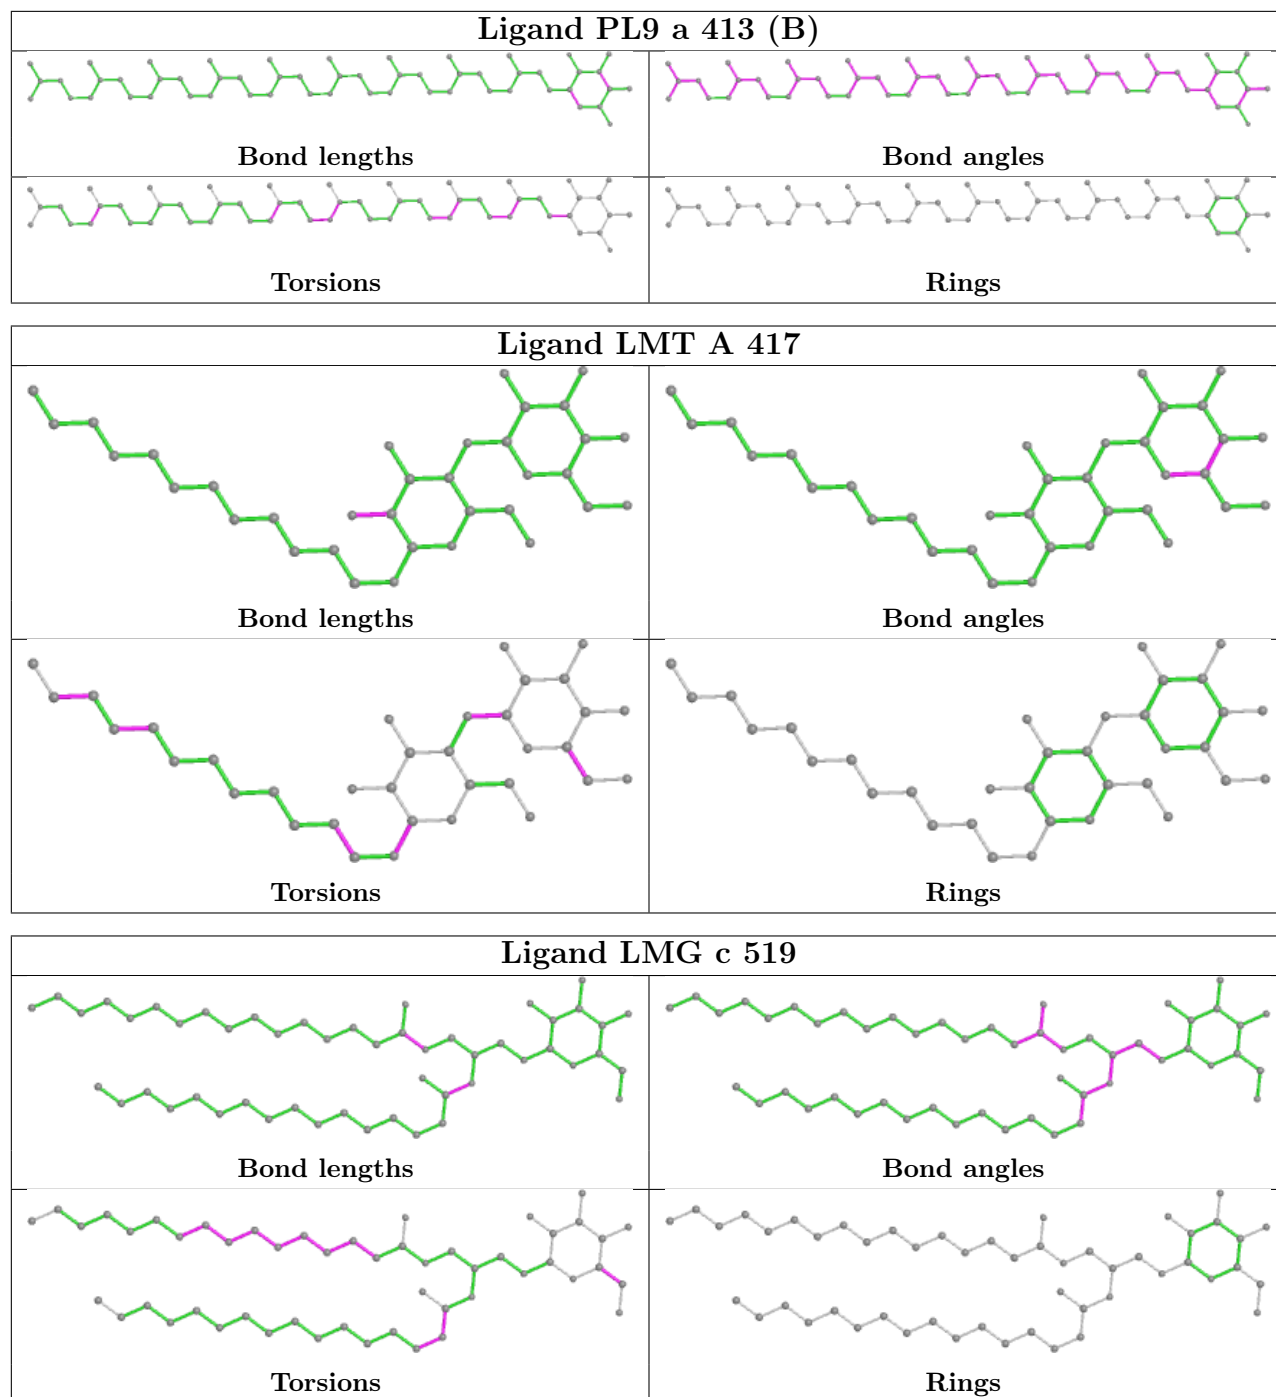 Ligand PL9 a 413 (B)
Bond lengths
Bond angles
Torsions
Rings
Ligand LMT A 417
Bond lengths
Bond angles
Torsions
Rings
Ligand LMG c 519
Bond lengths
Bond angles
Torsions
Rings